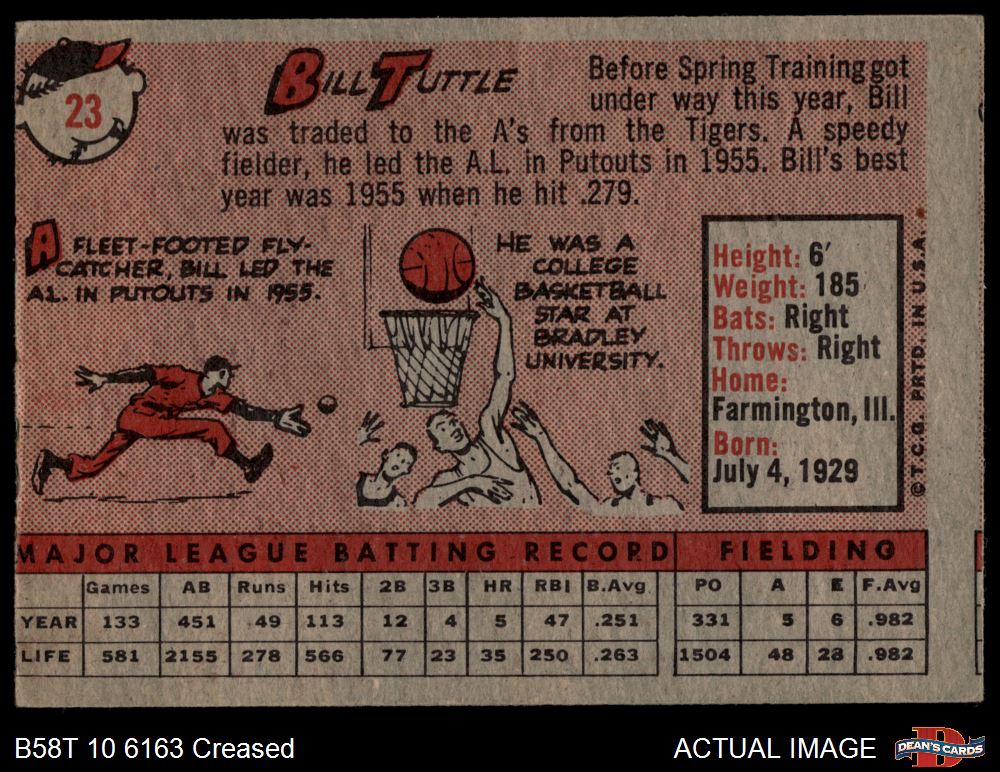 23
BILL TUTTLE
Before Spring Training got
under way this year, Bill
was traded to the A's from the Tigers. A speedy
fielder, he led the A.L. in Putouts in 1955. Bill's best
year was 1955 when he hit .279.
A FLEET-FOOTED FLY-
CATCHER, BILL LED THE
A.L. IN PUTOUTS IN 1955.
HE WAS A
COLLEGE
BASKETBALL
STAR AT
BRADLEY
UNIVERSITY.
Height: 6'
Weight: 185
Bats: Right
Throws: Right
Home:
Farmington, Ill.
Born:
July 4, 1929
© T.C.G. PRTD. IN U.S.A.
MAJOR LEAGUE BATTING RECORD FIELDING
Games AB Runs Hits 2B 3B HR RBI B.Avg PO A E F.Avg
YEAR 133 451 49 113 12 4 5 47 .251 331 5 6 .982
LIFE 581 2155 278 566 77 23 35 250 .263 1504 48 28 .982
B58T 10 6163 Creased
ACTUAL IMAGE
DEAN'S CARDS